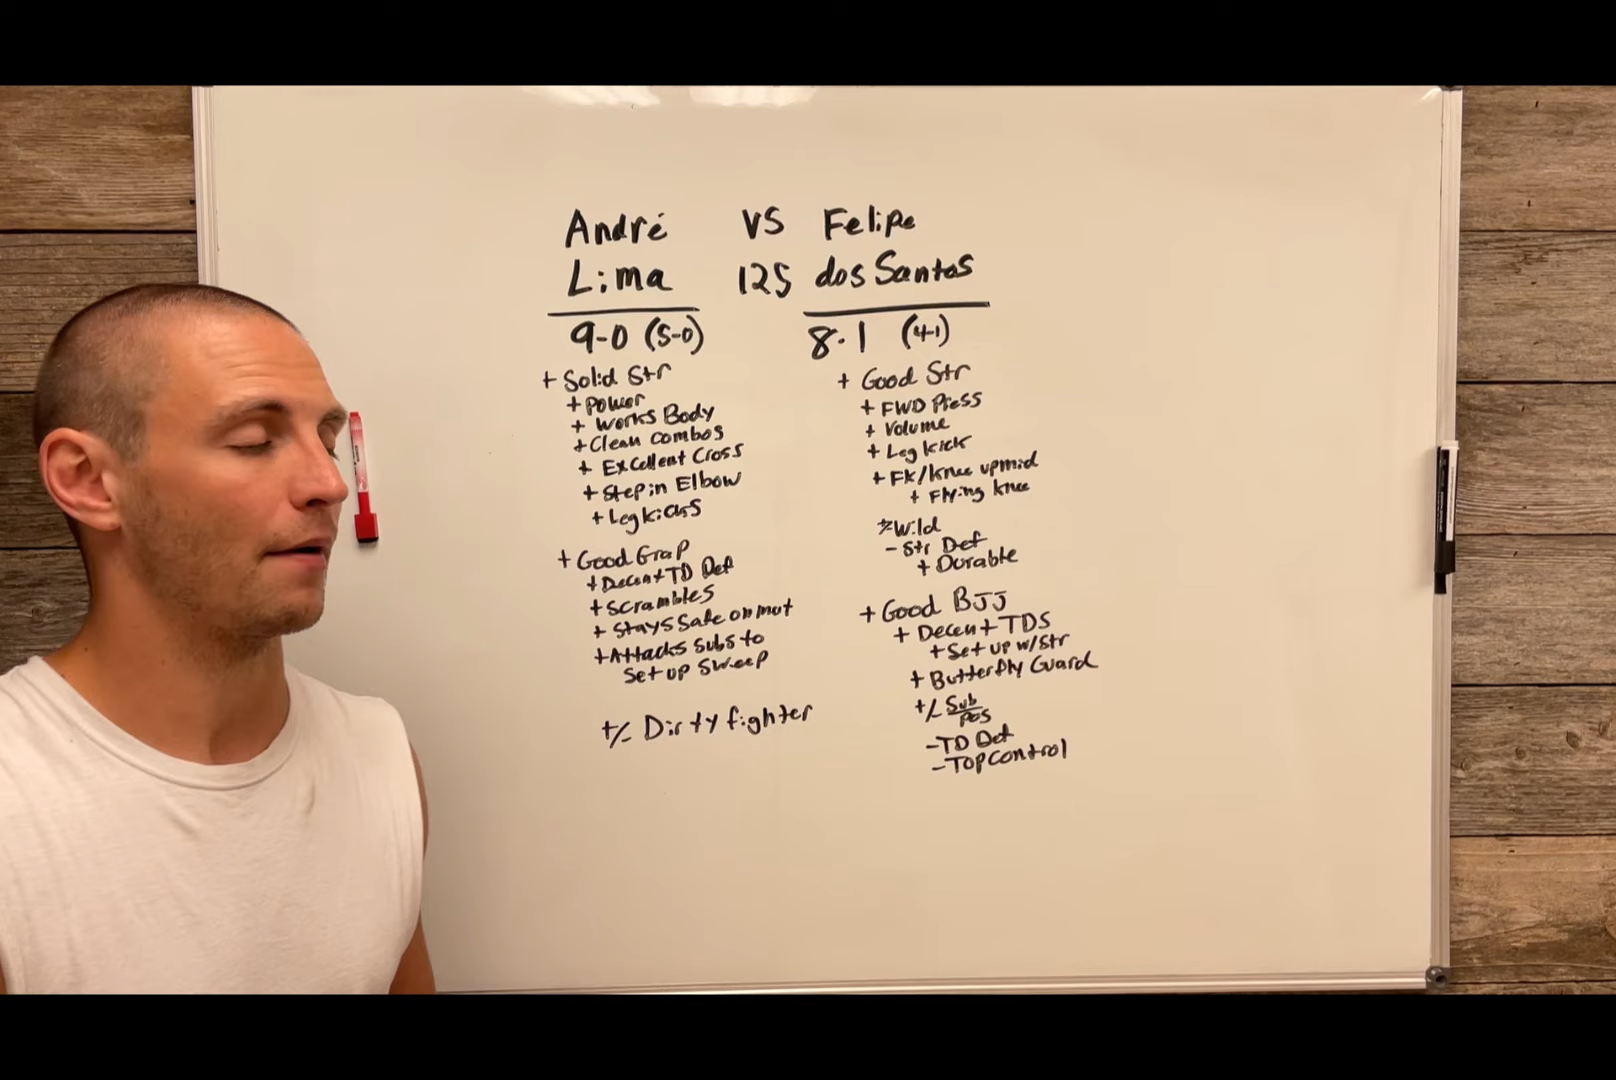 André VS Felipe
Lima 125 dos Santos
9-0 (5-0)
+ Solid Str
+ Power
+ Works Body
+ Clean Combos
+ Excellent Cross
+ Step in Elbow
+ Leg kicks
+ Good Grap
+ Decent TD Def
+ Scrambles
+ Stays Safe on mat
+ Attacks Subs to
Set up Sweep
+/- Dirty fighter
8-1 (4-1)
+ Good Str
+ FWD Press
+ Volume
+ Leg kick
+ FK/knee up mid
+ Flying knee
Wild
- Str Def
+ Durable
+ Good BJJ
+ Decent TDS
+ Set up w/Str
+ Butterfly Guard
+/- Sub/Pos
- TD Def
- Top Control